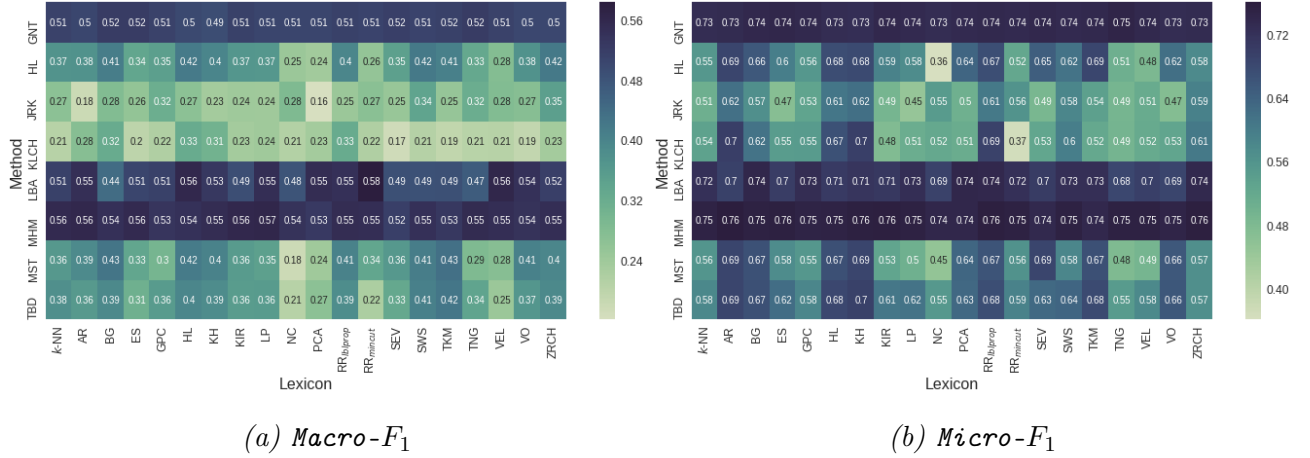 GNT 0.51 0.5 0.52 0.52 0.51 0.5 0.49 0.5 0.5 0.51 0.5 0.51 0.51 0.52 0.51 0.5 0.51 0.51 0.5 0.5
HL 0.37 0.38 0.41 0.34 0.35 0.42 0.4 0.37 0.37 0.25 0.24 0.4 0.26 0.35 0.42 0.41 0.33 0.28 0.38 0.42
JRK 0.27 0.18 0.28 0.26 0.32 0.27 0.23 0.24 0.24 0.28 0.16 0.25 0.27 0.25 0.34 0.25 0.32 0.27 0.27 0.35
KLCH 0.21 0.28 0.32 0.2 0.22 0.33 0.31 0.23 0.24 0.21 0.23 0.33 0.22 0.17 0.21 0.19 0.21 0.21 0.19 0.23
LBA 0.51 0.55 0.44 0.51 0.51 0.56 0.53 0.49 0.55 0.48 0.55 0.55 0.58 0.49 0.49 0.49 0.47 0.56 0.54 0.52
MHM 0.56 0.56 0.54 0.56 0.53 0.54 0.54 0.56 0.57 0.54 0.53 0.55 0.55 0.52 0.55 0.53 0.55 0.55 0.54 0.55
MST 0.36 0.39 0.43 0.33 0.3 0.42 0.4 0.36 0.35 0.18 0.24 0.41 0.34 0.36 0.41 0.43 0.29 0.28 0.41 0.4
TBD 0.38 0.36 0.39 0.31 0.36 0.4 0.39 0.36 0.36 0.21 0.27 0.39 0.22 0.33 0.41 0.42 0.37 0.25 0.37 0.39
Method
k-NN AR BG ES GPC HL KH KIR LP NC PCA RRlblprop RRmincut SEV SWS TKM TNG VEL VO ZRCH
Lexicon
0.56
0.48
0.40
0.32
0.24
(a) Macro-F1
GNT 0.73 0.74 0.74 0.74 0.74 0.74 0.73 0.73 0.73 0.73 0.74 0.74 0.73 0.74 0.73 0.74 0.75 0.74 0.73 0.73
HL 0.55 0.69 0.66 0.6 0.56 0.68 0.68 0.56 0.59 0.36 0.64 0.67 0.52 0.65 0.62 0.69 0.51 0.48 0.62 0.58
JRK 0.51 0.62 0.57 0.47 0.53 0.61 0.62 0.49 0.45 0.55 0.5 0.61 0.56 0.49 0.58 0.54 0.49 0.51 0.47 0.59
KLCH 0.54 0.7 0.62 0.55 0.55 0.67 0.7 0.48 0.51 0.52 0.51 0.69 0.37 0.53 0.6 0.52 0.49 0.52 0.53 0.61
LBA 0.72 0.7 0.74 0.7 0.73 0.71 0.71 0.71 0.73 0.69 0.74 0.74 0.72 0.7 0.73 0.74 0.68 0.7 0.73 0.74
MHM 0.75 0.76 0.75 0.76 0.75 0.75 0.75 0.76 0.75 0.74 0.74 0.76 0.75 0.74 0.74 0.74 0.75 0.75 0.75 0.76
MST 0.56 0.69 0.67 0.58 0.55 0.67 0.69 0.53 0.5 0.45 0.64 0.67 0.56 0.69 0.62 0.67 0.48 0.49 0.66 0.57
TBD 0.58 0.69 0.67 0.62 0.58 0.68 0.7 0.61 0.62 0.55 0.67 0.68 0.59 0.63 0.64 0.68 0.55 0.55 0.67 0.57
Method
k-NN AR BG ES GPC HL KH KIR LP NC PCA RRlblprop RRmincut SEV SWS TKM TNG VEL VO ZRCH
Lexicon
0.72
0.64
0.56
0.48
0.40
(b) Micro-F1